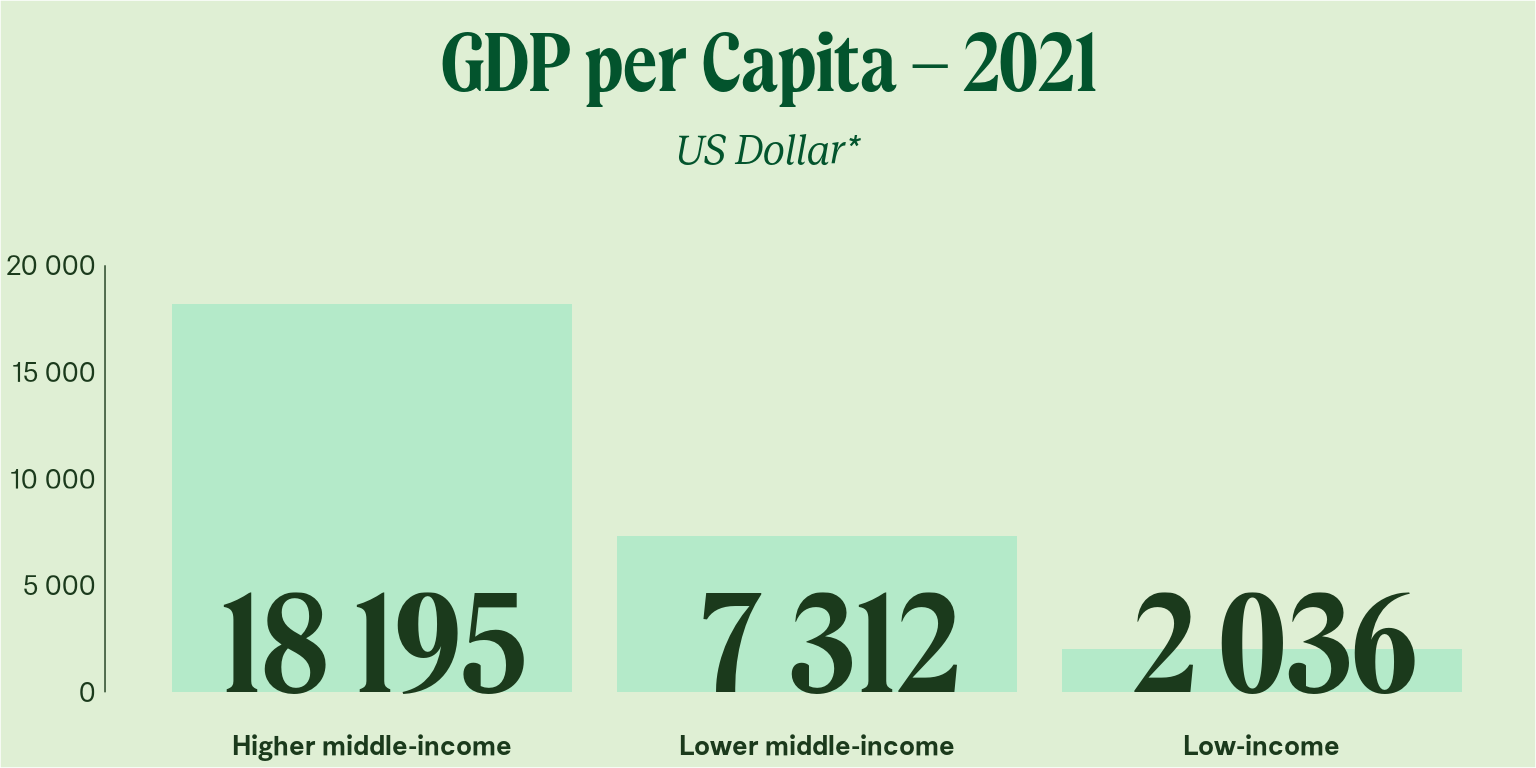 GDP per Capita – 2021
US Dollar*
20 000
15 000
10 000
5 000
0
18 195
7 312
2 036
Higher middle-income
Lower middle-income
Low-income